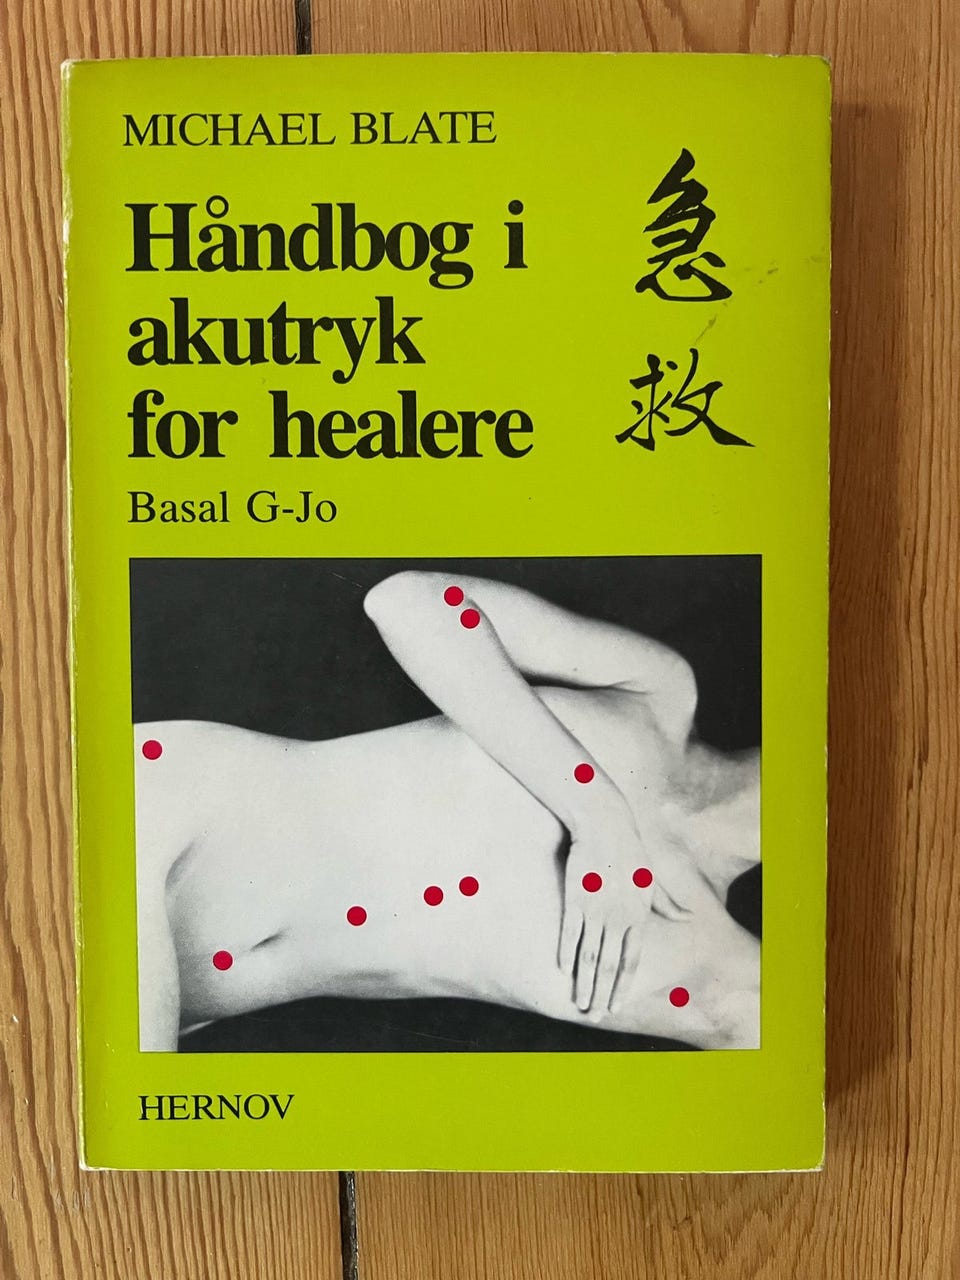 MICHAEL BLATE
Håndbog i
akutryk
for healere
Basal G-Jo
急
救
HERNOV